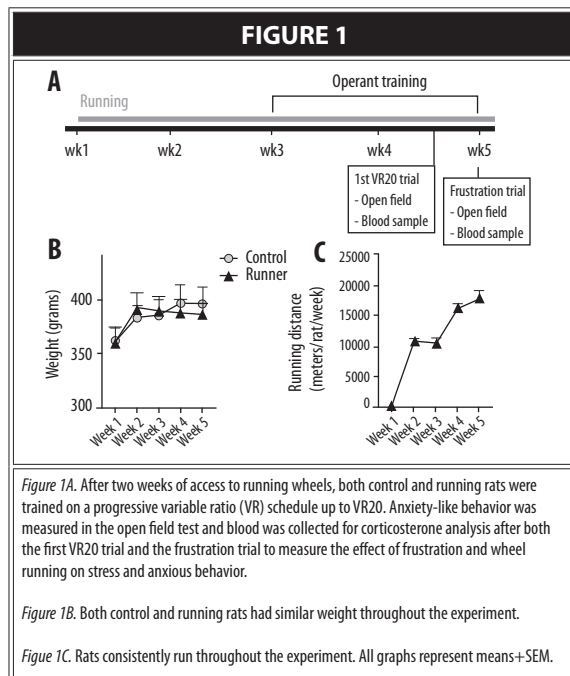 FIGURE 1
A
Operant training
Running
wk1 wk2 wk3 wk4 wk5
1st VR20 trial
- Open field
- Blood sample
Frustration trial
- Open field
- Blood sample
B
Control
Runner
Weight (grams)
400
350
300
Week 1 Week 2 Week 3 Week 4 Week 5
C
Running distance
(meters/rat/week)
25000
20000
15000
10000
5000
0
Week 1 Week 2 Week 3 Week 4 Week 5
Figure 1A. After two weeks of access to running wheels, both control and running rats were
trained on a progressive variable ratio (VR) schedule up to VR20. Anxiety-like behavior was
measured in the open field test and blood was collected for corticosterone analysis after both
the first VR20 trial and the frustration trial to measure the effect of frustration and wheel
running on stress and anxious behavior.
Figure 1B. Both control and running rats had similar weight throughout the experiment.
Figue 1C. Rats consistently run throughout the experiment. All graphs represent means+SEM.